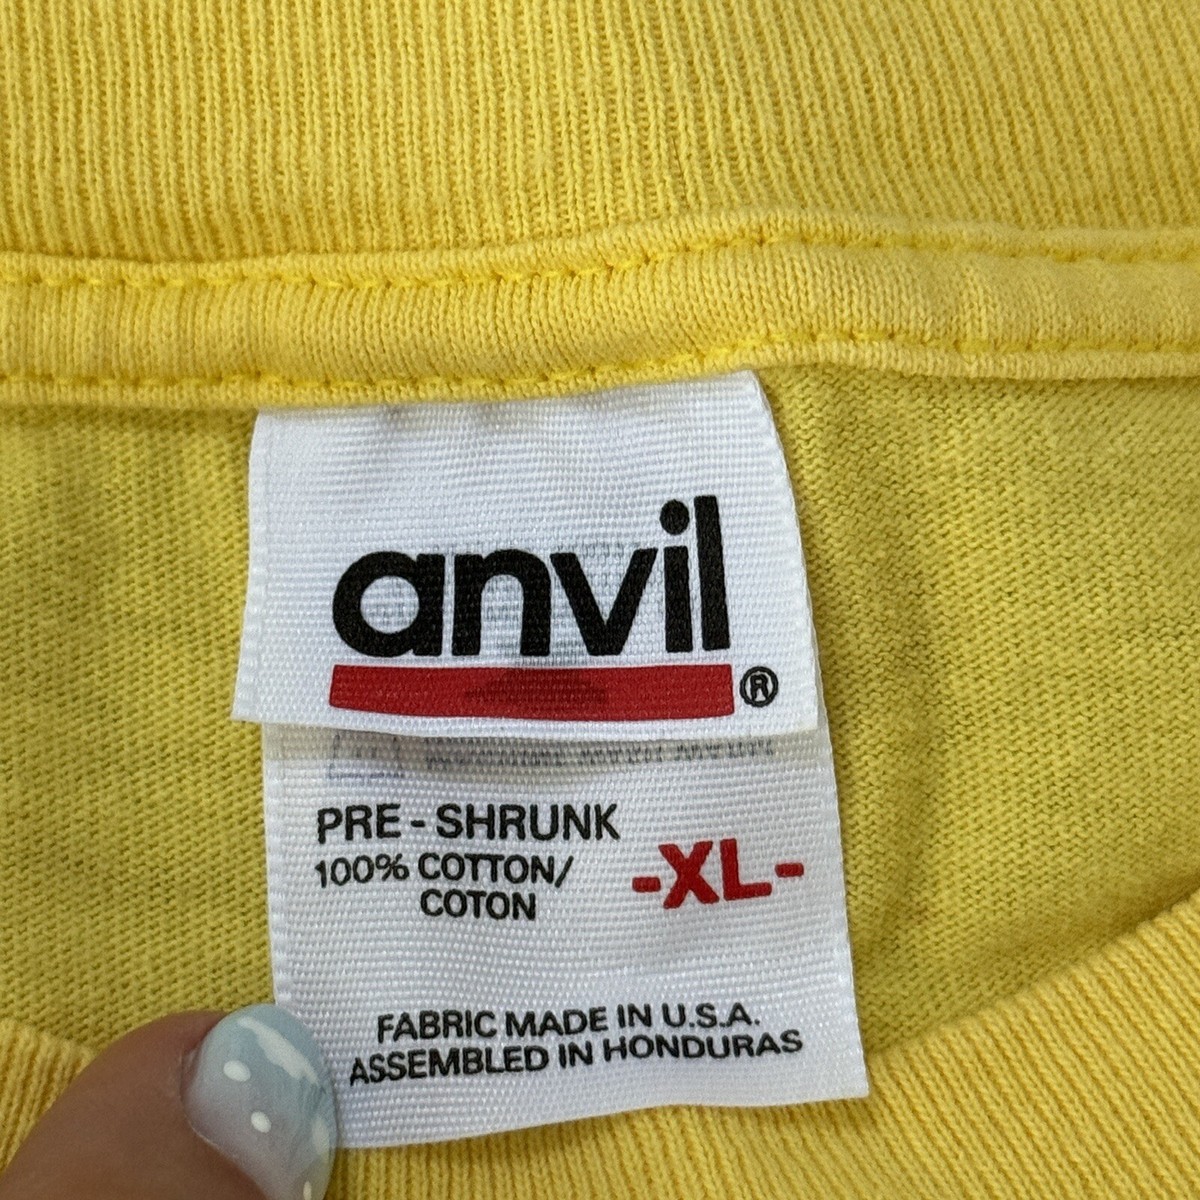 anvil®
PRE - SHRUNK
100% COTTON/
COTON
-XL-
FABRIC MADE IN U.S.A.
ASSEMBLED IN HONDURAS